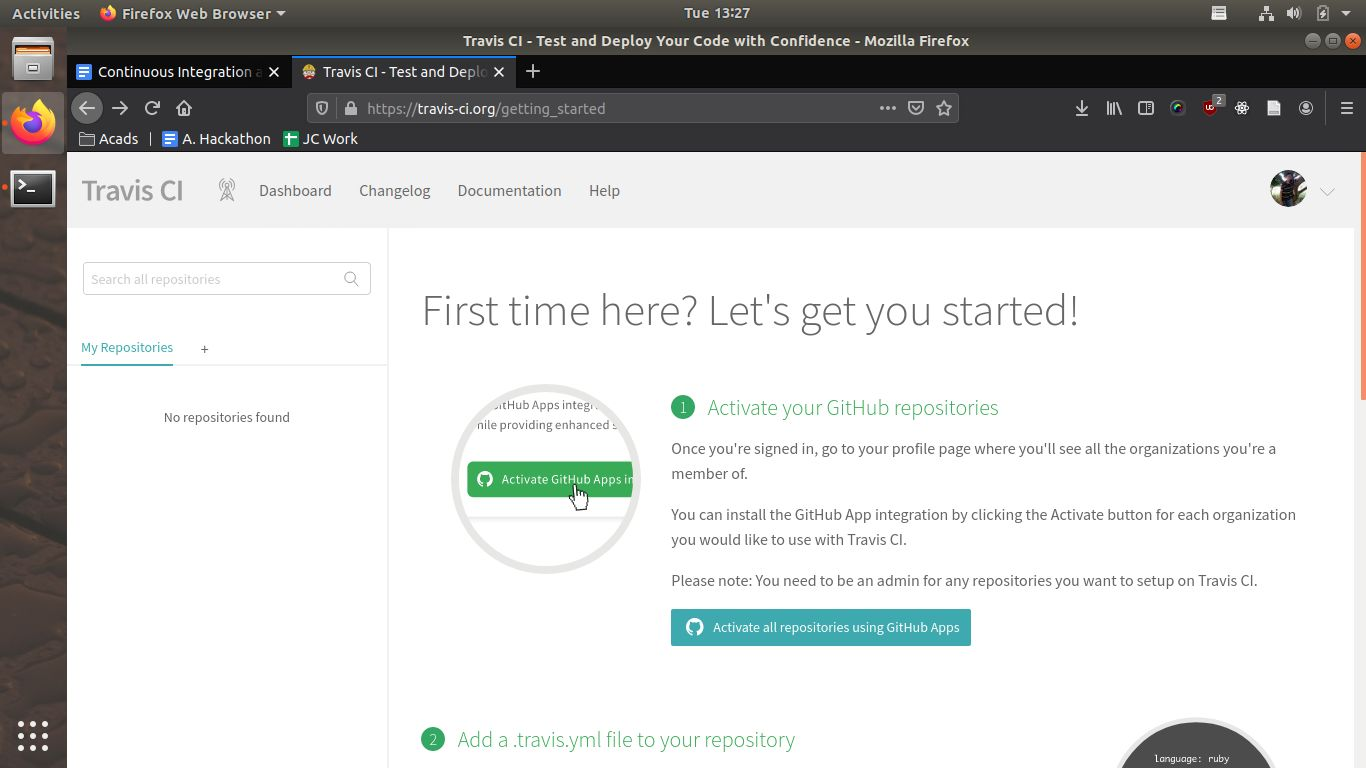 Activities Firefox Web Browser Tue 13:27
Travis CI - Test and Deploy Your Code with Confidence - Mozilla Firefox
Continuous Integration a Travis CI - Test and Deplo
https://travis-ci.org/getting_started
2
Acads A. Hackathon JC Work
Travis CI Dashboard Changelog Documentation Help
Search all repositories
My Repositories +
No repositories found
First time here? Let's get you started!
GitHub Apps integr
hile providing enhanced s
Activate GitHub Apps in
1 Activate your GitHub repositories
Once you're signed in, go to your profile page where you'll see all the organizations you're a
member of.
You can install the GitHub App integration by clicking the Activate button for each organization
you would like to use with Travis CI.
Please note: You need to be an admin for any repositories you want to setup on Travis CI.
Activate all repositories using GitHub Apps
2 Add a .travis.yml file to your repository
language: ruby